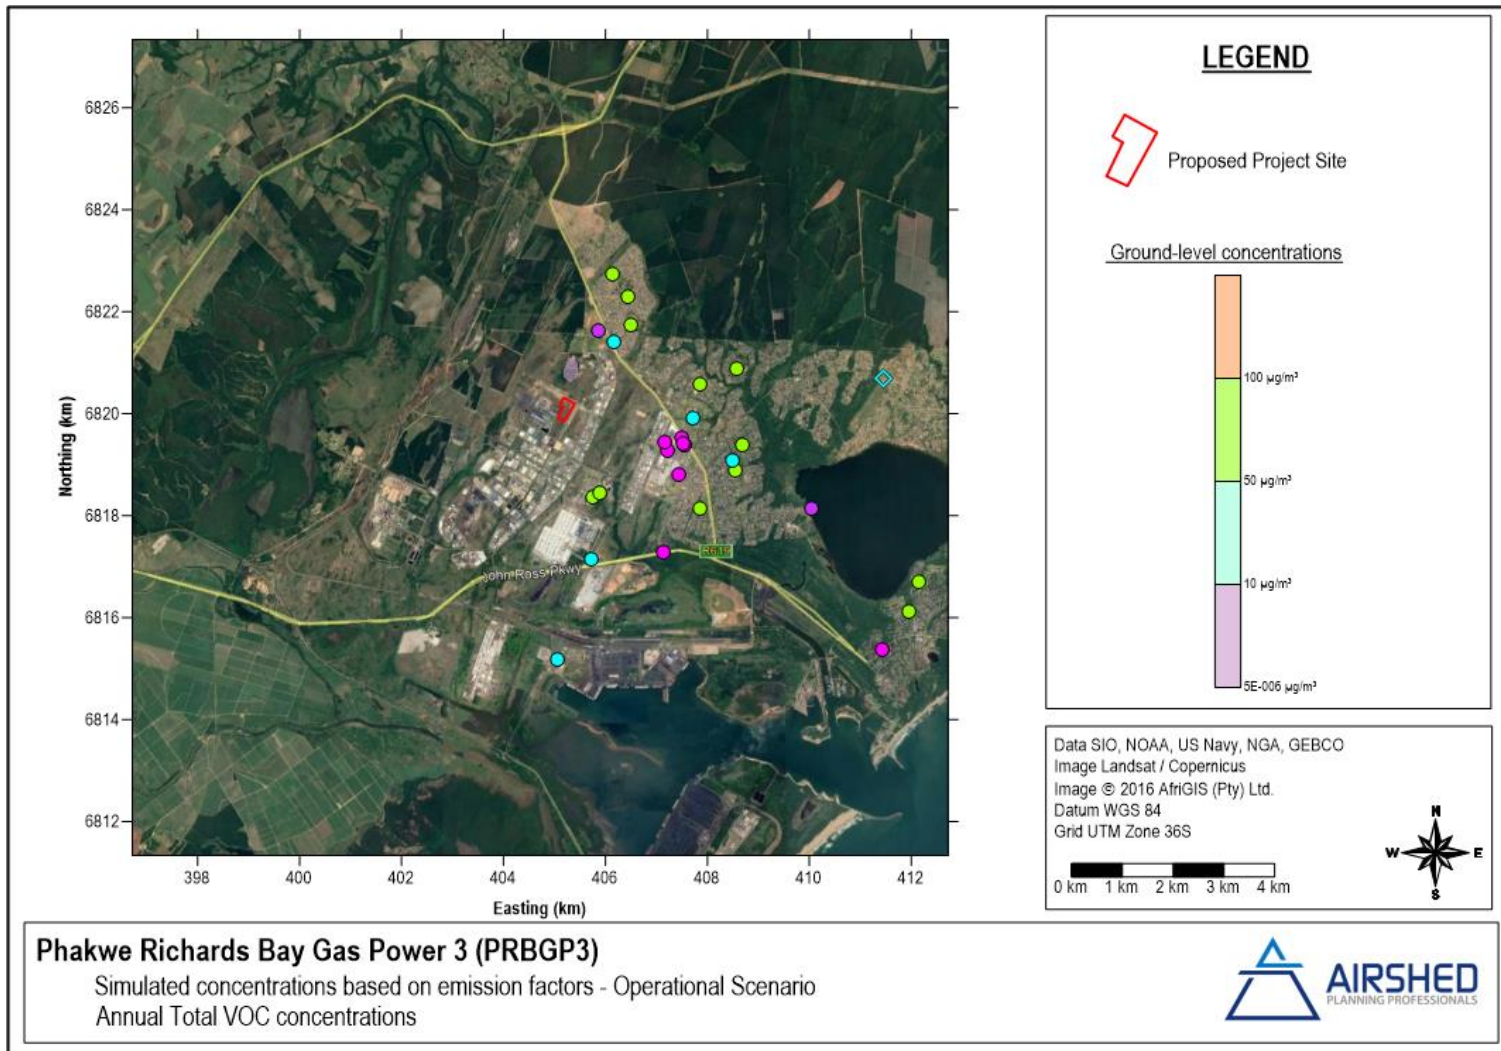 6826
6824
6822
6820
6818
6816
6814
6812
Northing (km)
398
400
402
404
406
408
410
412
Easting (km)
John Ross Pkwy
LEGEND
Proposed Project Site
Ground-level concentrations
100 µg/m³
50 µg/m³
10 µg/m³
5E-006 µg/m³
Data SIO, NOAA, US Navy, NGA, GEBCO
Image Landsat / Copernicus
Image © 2016 AfriGIS (Pty) Ltd.
Datum WGS 84
Grid UTM Zone 36S
0 km 1 km 2 km 3 km 4 km
N
W E
S
Phakwe Richards Bay Gas Power 3 (PRBGP3)
Simulated concentrations based on emission factors - Operational Scenario
Annual Total VOC concentrations
AIRSHED
PLANNING PROFESSIONALS